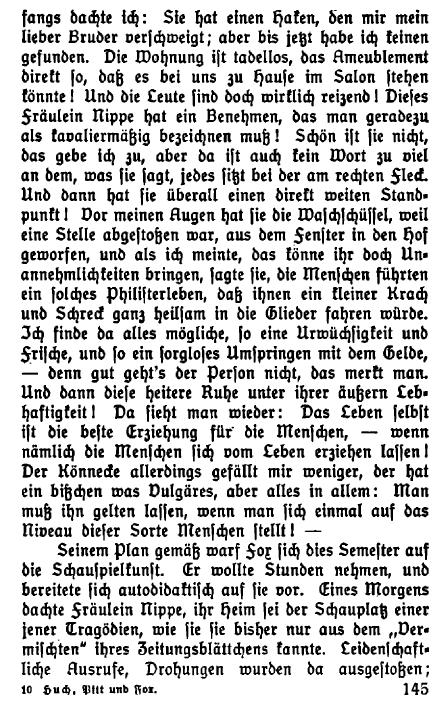 fangs dachte ich: Sie hat einen Haken, den mir mein
lieber Bruder verschweigt; aber bis jetzt habe ich keinen
gefunden. Die Wohnung ist tadellos, das Ameublement
direkt so, daß es bei uns zu Hause im Salon stehen
könnte! Und die Leute sind doch wirklich reizend! Dieses
Fräulein Nippe hat ein Benehmen, das man geradezu
als kavaliermäßig bezeichnen muß! Schön ist sie nicht,
das gebe ich zu, aber da ist auch kein Wort zu viel
an dem, was sie sagt, jedes sitzt bei der am rechten Fleck.
Und dann hat sie überall einen direkt weiten Stand-
punkt! Vor meinen Augen hat sie die Waschschüssel, weil
eine Stelle abgestoßen war, aus dem Fenster in den Hof
geworfen, und als ich meinte, das könne ihr doch Un-
annehmlichkeiten bringen, sagte sie, die Menschen führten
ein solches Philisterleben, daß ihnen ein kleiner Krach
und Schreck ganz heilsam in die Glieder fahren würde.
Ich finde da alles mögliche, so eine Urwüchsigkeit und
Frische, und so ein sorgloses Umspringen mit dem Gelde,
— denn gut geht's der Person nicht, das merkt man.
Und dann diese heitere Ruhe unter ihrer äußern Leb-
haftigkeit! Da sieht man wieder: Das Leben selbst
ist die beste Erziehung für die Menschen, — wenn
nämlich die Menschen sich vom Leben erziehen lassen!
Der Könnecke allerdings gefällt mir weniger, der hat
ein bißchen was Vulgäres, aber alles in allem: Man
muß ihn gelten lassen, wenn man sich einmal auf das
Niveau dieser Sorte Menschen stellt! —
Seinem Plan gemäß warf Fox sich dies Semester auf
die Schauspielkunst. Er wollte Stunden nehmen, und
bereitete sich autodidaktisch auf sie vor. Eines Morgens
dachte Fräulein Nippe, ihr Heim sei der Schauplatz einer
jener Tragödien, wie sie sie bisher nur aus dem „Ver-
mischten“ ihres Zeitungsblättchens kannte. Leidenschaft-
liche Ausrufe, Drohungen wurden da ausgestoßen;
10 Huch, Pitt und Fox. 145